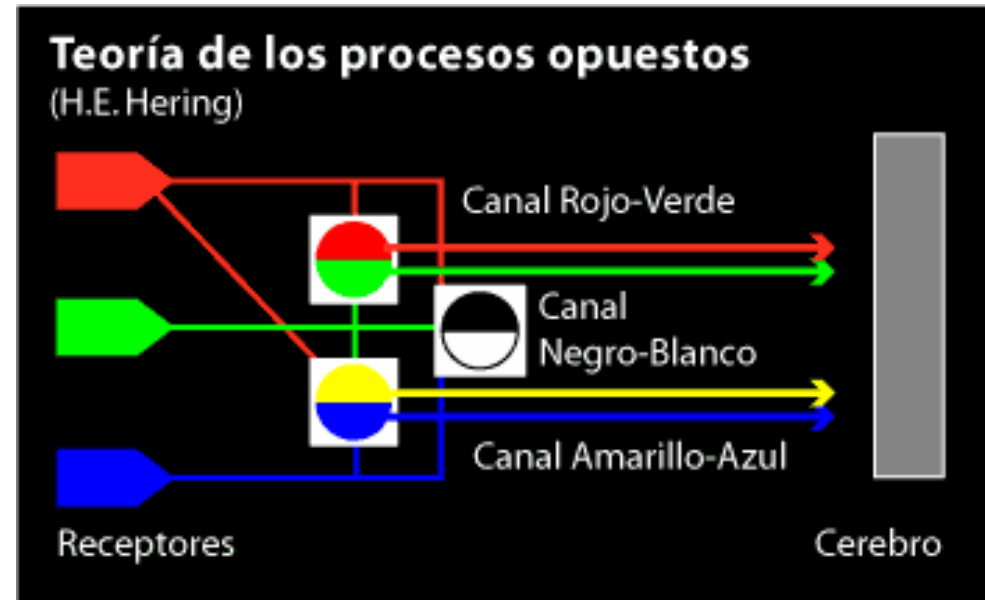 Teoría de los procesos opuestos
(H.E. Hering)
Canal Rojo-Verde
Canal
Negro-Blanco
Canal Amarillo-Azul
Receptores
Cerebro